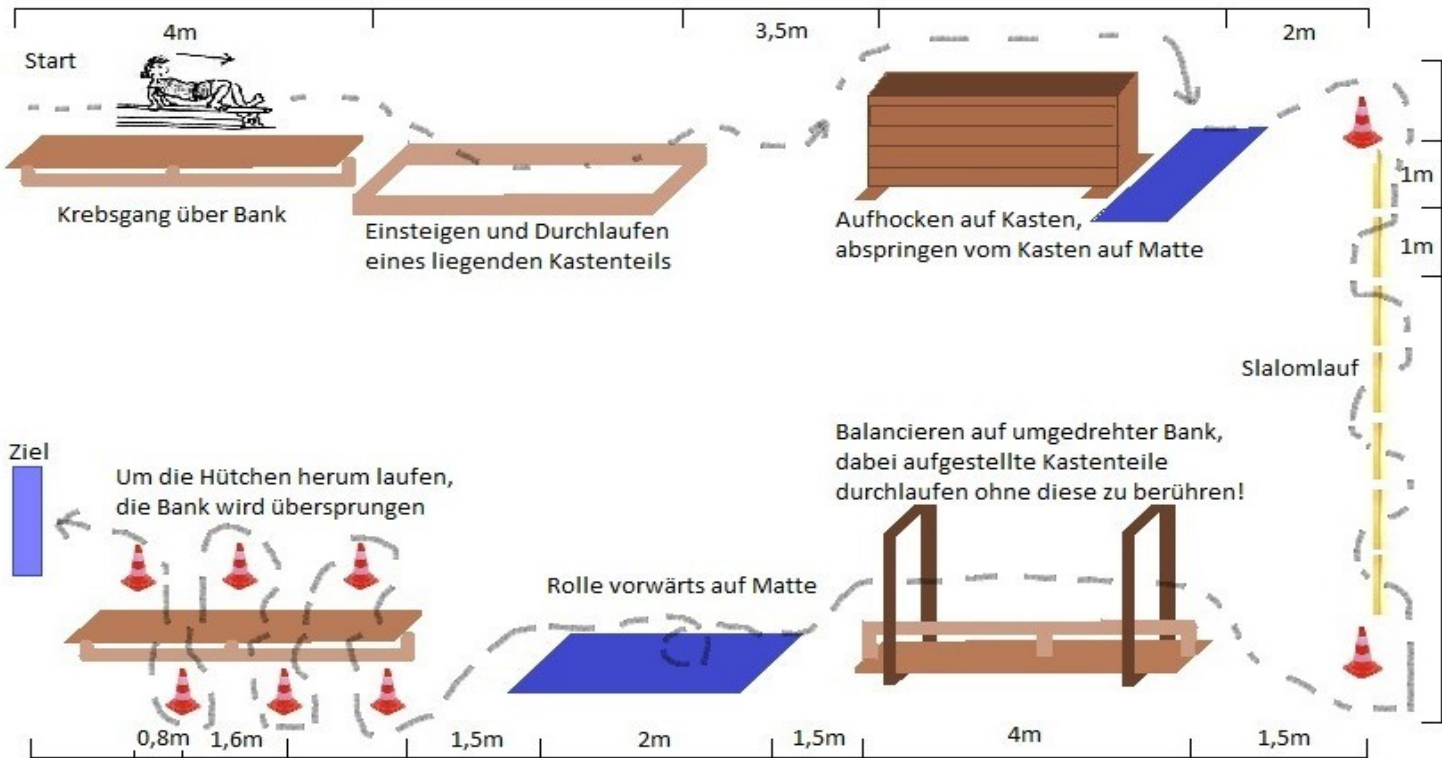 4m
3,5m
2m
Start
Krebsgang über Bank
Einsteigen und Durchlaufen
eines liegenden Kastenteils
Aufhocken auf Kasten,
abspringen vom Kasten auf Matte
1m
1m
Slalomlauf
Balancieren auf umgedrehter Bank,
dabei aufgestellte Kastenteile
durchlaufen ohne diese zu berühren!
Rolle vorwärts auf Matte
Um die Hütchen herum laufen,
die Bank wird übersprungen
Ziel
0,8m
1,6m
1,5m
2m
1,5m
4m
1,5m